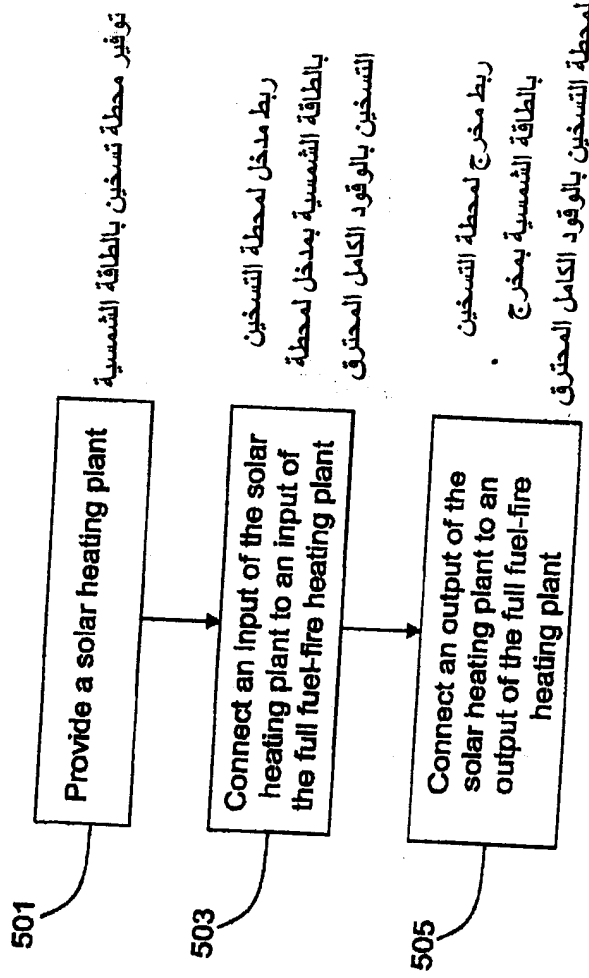 501
Provide a solar heating plant
توفير محطة تسخين بالطاقة الشمسية
503
Connect an input of the solar
heating plant to an input of
the full fuel-fire heating plant
ربط مدخل لمحطة التسخين
بالطاقة الشمسية بمدخل لمحطة
التسخين بالوقود الكامل المحترق
505
Connect an output of the
solar heating plant to an
output of the full fuel-fire
heating plant
ربط مخرج لمحطة التسخين
بالطاقة الشمسية بمخرج
لمحطة التسخين بالوقود الكامل المحترق